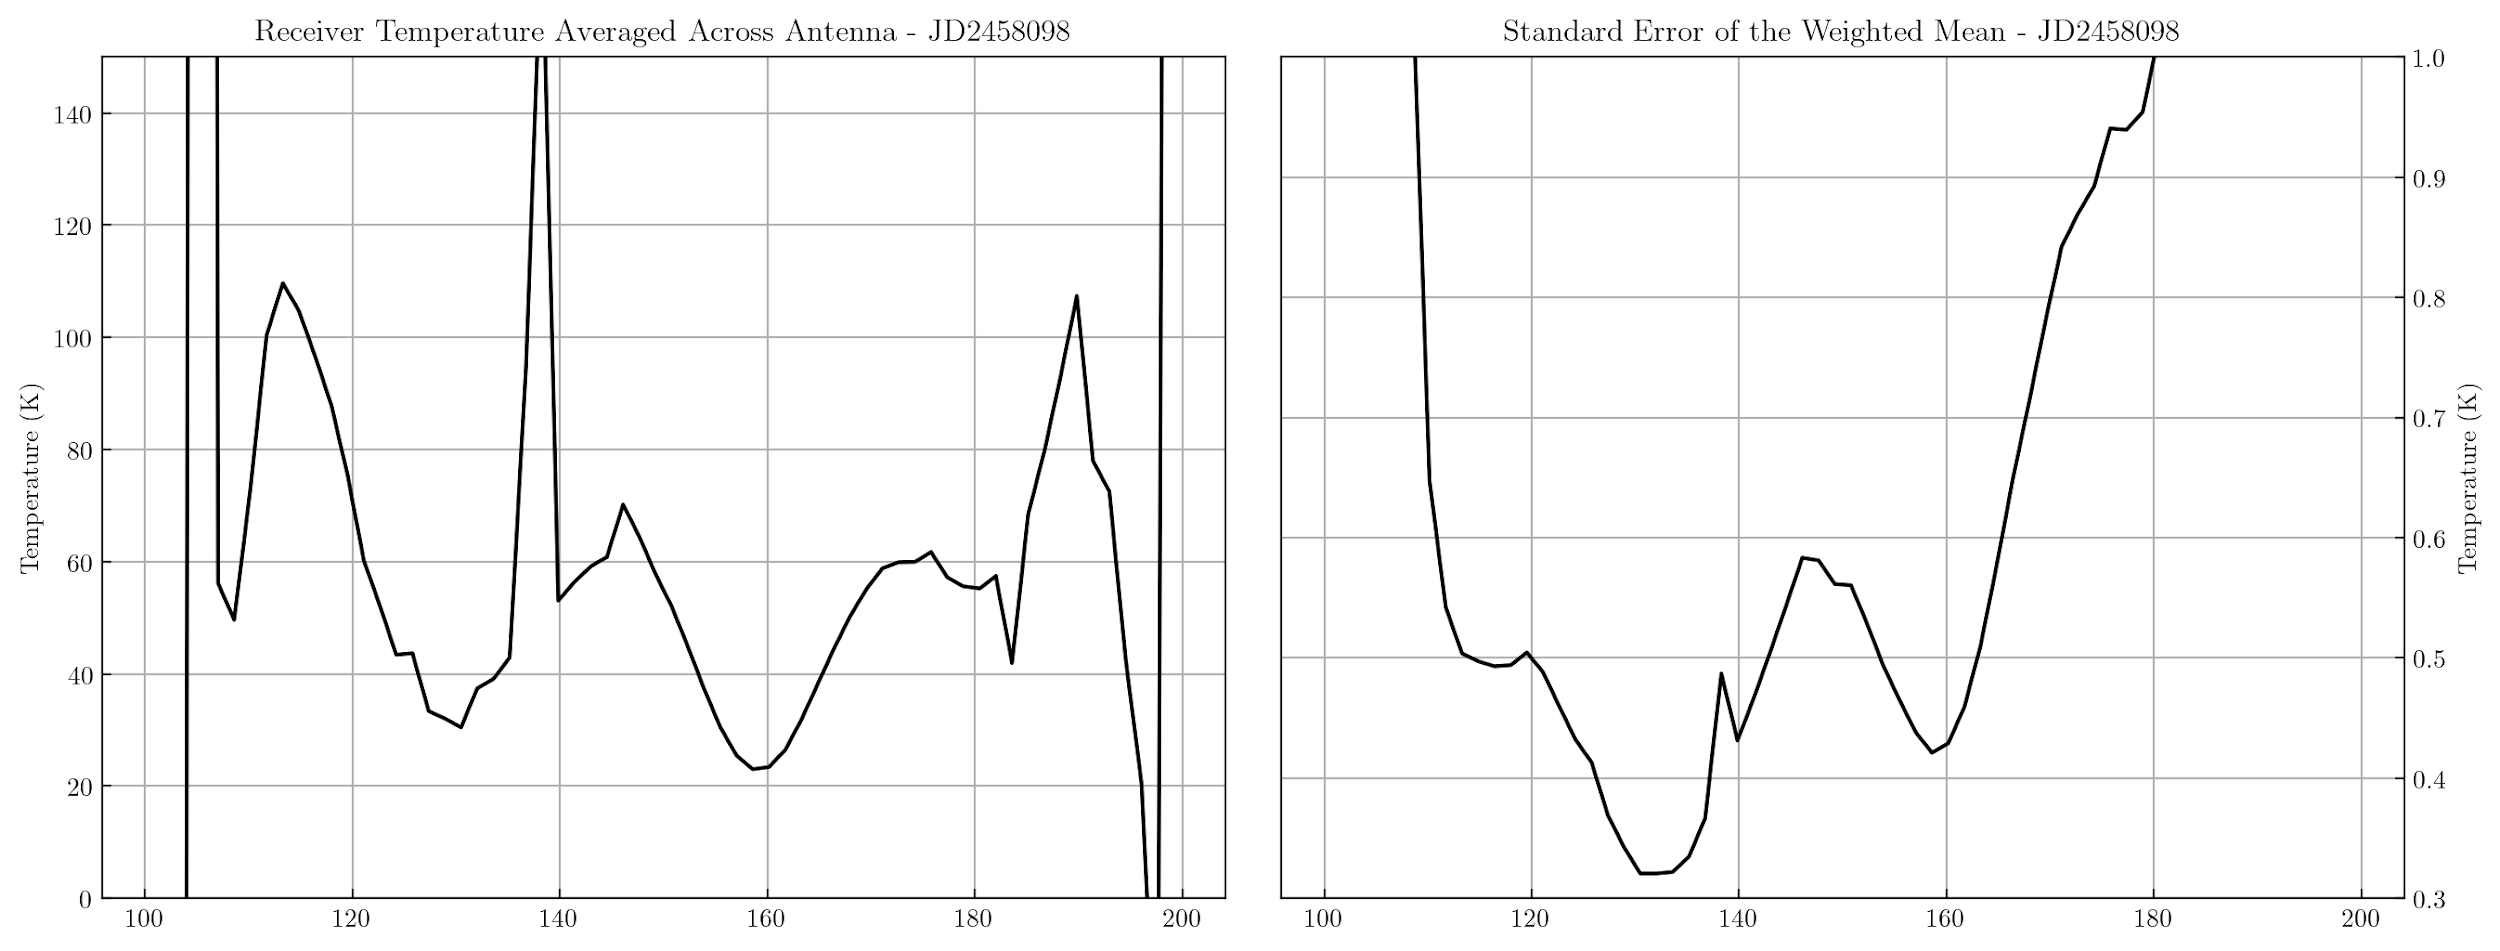 Receiver Temperature Averaged Across Antenna - JD2458098
Temperature (K)
140
120
100
80
60
40
20
0
100 120 140 160 180 200
Standard Error of the Weighted Mean - JD2458098
1.0
0.9
0.8
0.7
0.6
0.5
0.4
0.3
Temperature (K)
100 120 140 160 180 200